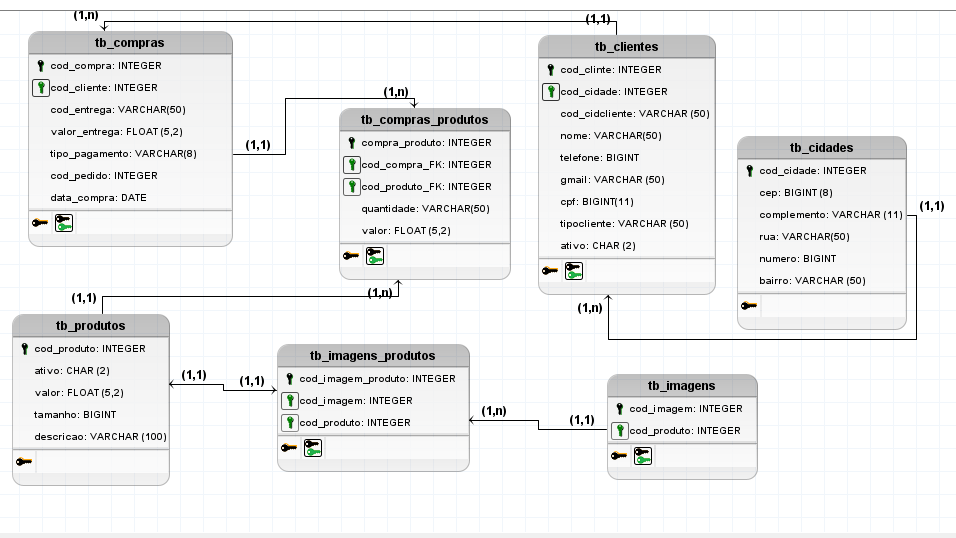 (1,n)
(1,1)
tb_compras
cod_compra: INTEGER
cod_cliente: INTEGER
cod_entrega: VARCHAR(50)
valor_entrega: FLOAT (5,2)
tipo_pagamento: VARCHAR(8)
cod_pedido: INTEGER
data_compra: DATE
(1,1)
(1,n)
tb_compras_produtos
compra_produto: INTEGER
cod_compra_FK: INTEGER
cod_produto_FK: INTEGER
quantidade: VARCHAR(50)
valor: FLOAT (5,2)
tb_clientes
cod_clinte: INTEGER
cod_cidade: INTEGER
cod_cidcliente: VARCHAR (50)
nome: VARCHAR(50)
telefone: BIGINT
gmail: VARCHAR (50)
cpf: BIGINT(11)
tipocliente: VARCHAR (50)
ativo: CHAR (2)
tb_cidades
cod_cidade: INTEGER
cep: BIGINT (8)
complemento: VARCHAR (11)
rua: VARCHAR(50)
numero: BIGINT
bairro: VARCHAR (50)
(1,1)
(1,n)
(1,1)
(1,n)
tb_produtos
cod_produto: INTEGER
ativo: CHAR (2)
valor: FLOAT (5,2)
tamanho: BIGINT
descricao: VARCHAR (100)
(1,1)
(1,1)
tb_imagens_produtos
cod_imagem_produto: INTEGER
cod_imagem: INTEGER
cod_produto: INTEGER
(1,n)
(1,1)
tb_imagens
cod_imagem: INTEGER
cod_produto: INTEGER